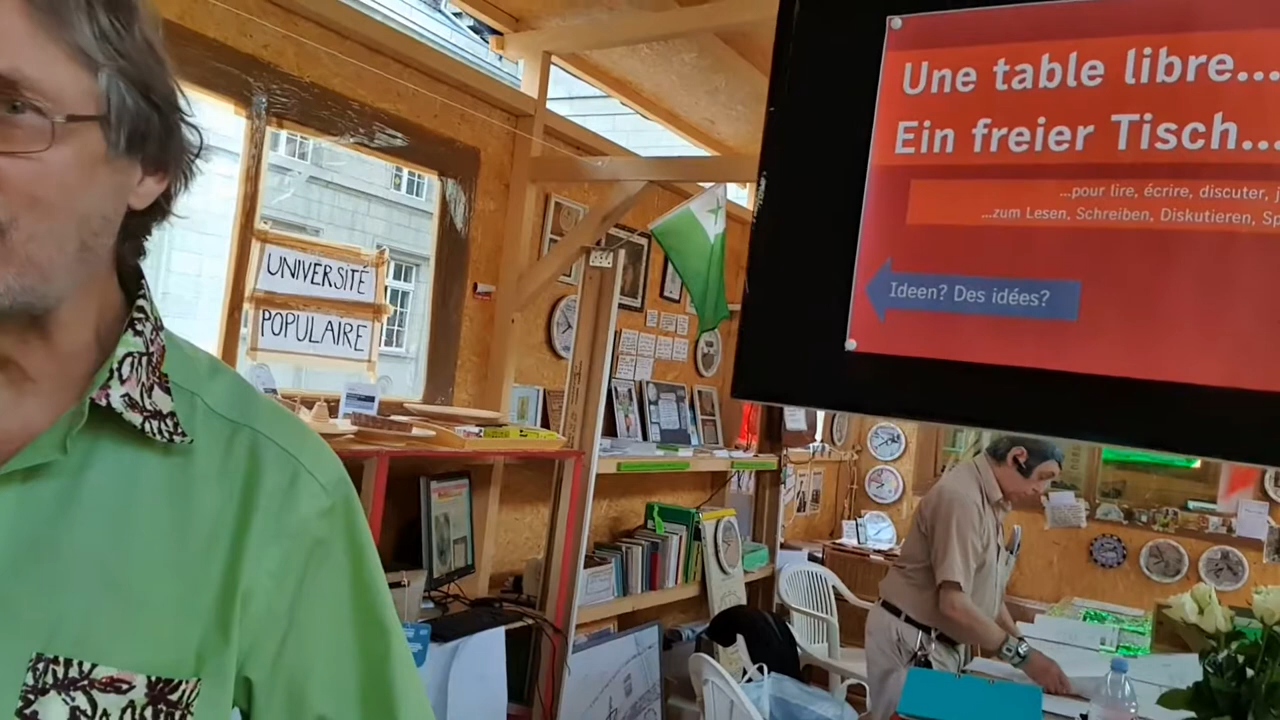 Une table libre...
Ein freier Tisch...
...pour lire, écrire, discuter,
...zum Lesen, Schreiben, Diskutieren,
Ideen? Des idées?
UNIVERSITÉ
POPULAIRE